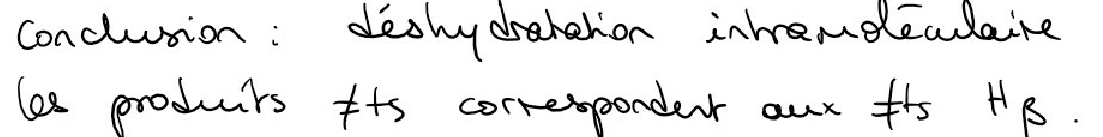 Conclusion : déshydratation intramoléculaire
les produits ≠ts correspondent aux ≠ts Hβ.